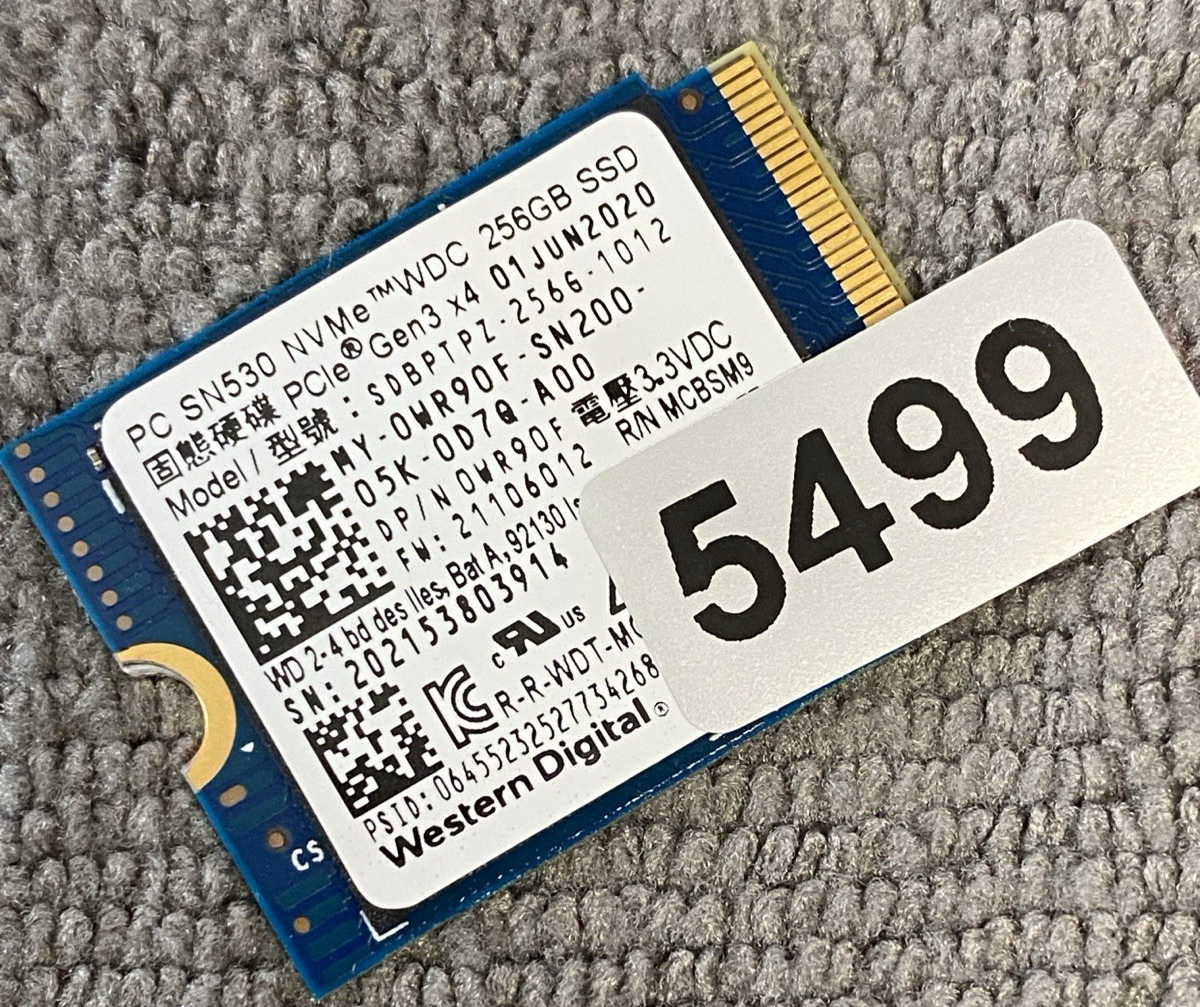 PC SN530 NVMe™ WDC 256GB SSD
固態硬碟 PCIe® Gen3 x4 01JUN2020
Model / 型號 : SDBPTPZ-256G-1012
MY-0WR90F-SN200-
05K-0D7Q-A00
DP/N 0WR90F 電壓3.3VDC
FW: 21106012 R/N MCBSM9
WD 2-4 bd des Iles, Bat A, 92130
SN: 202153803914
c UL us
R-R-WDT-MC
PSID: 06455232527734268
Western Digital®
CS
5499